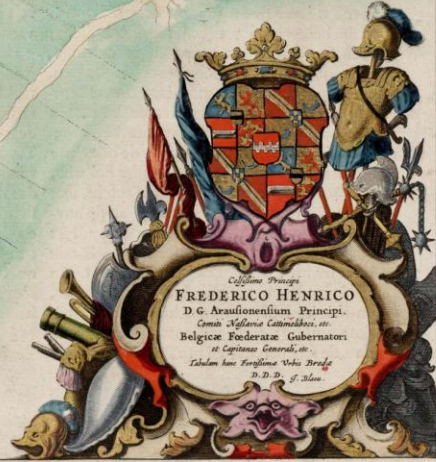 Celsissimo Principi
FREDERICO HENRICO
D. G. Arausionensium Principi.
Comiti Nassaviæ Cattimeliboci, etc.
Belgicæ Fœderatæ Gubernatori
et Capitaneo Generali, etc.
Tabulam hanc Fortissimæ Urbis Bredæ
D. D. D.
G. Blaeu.